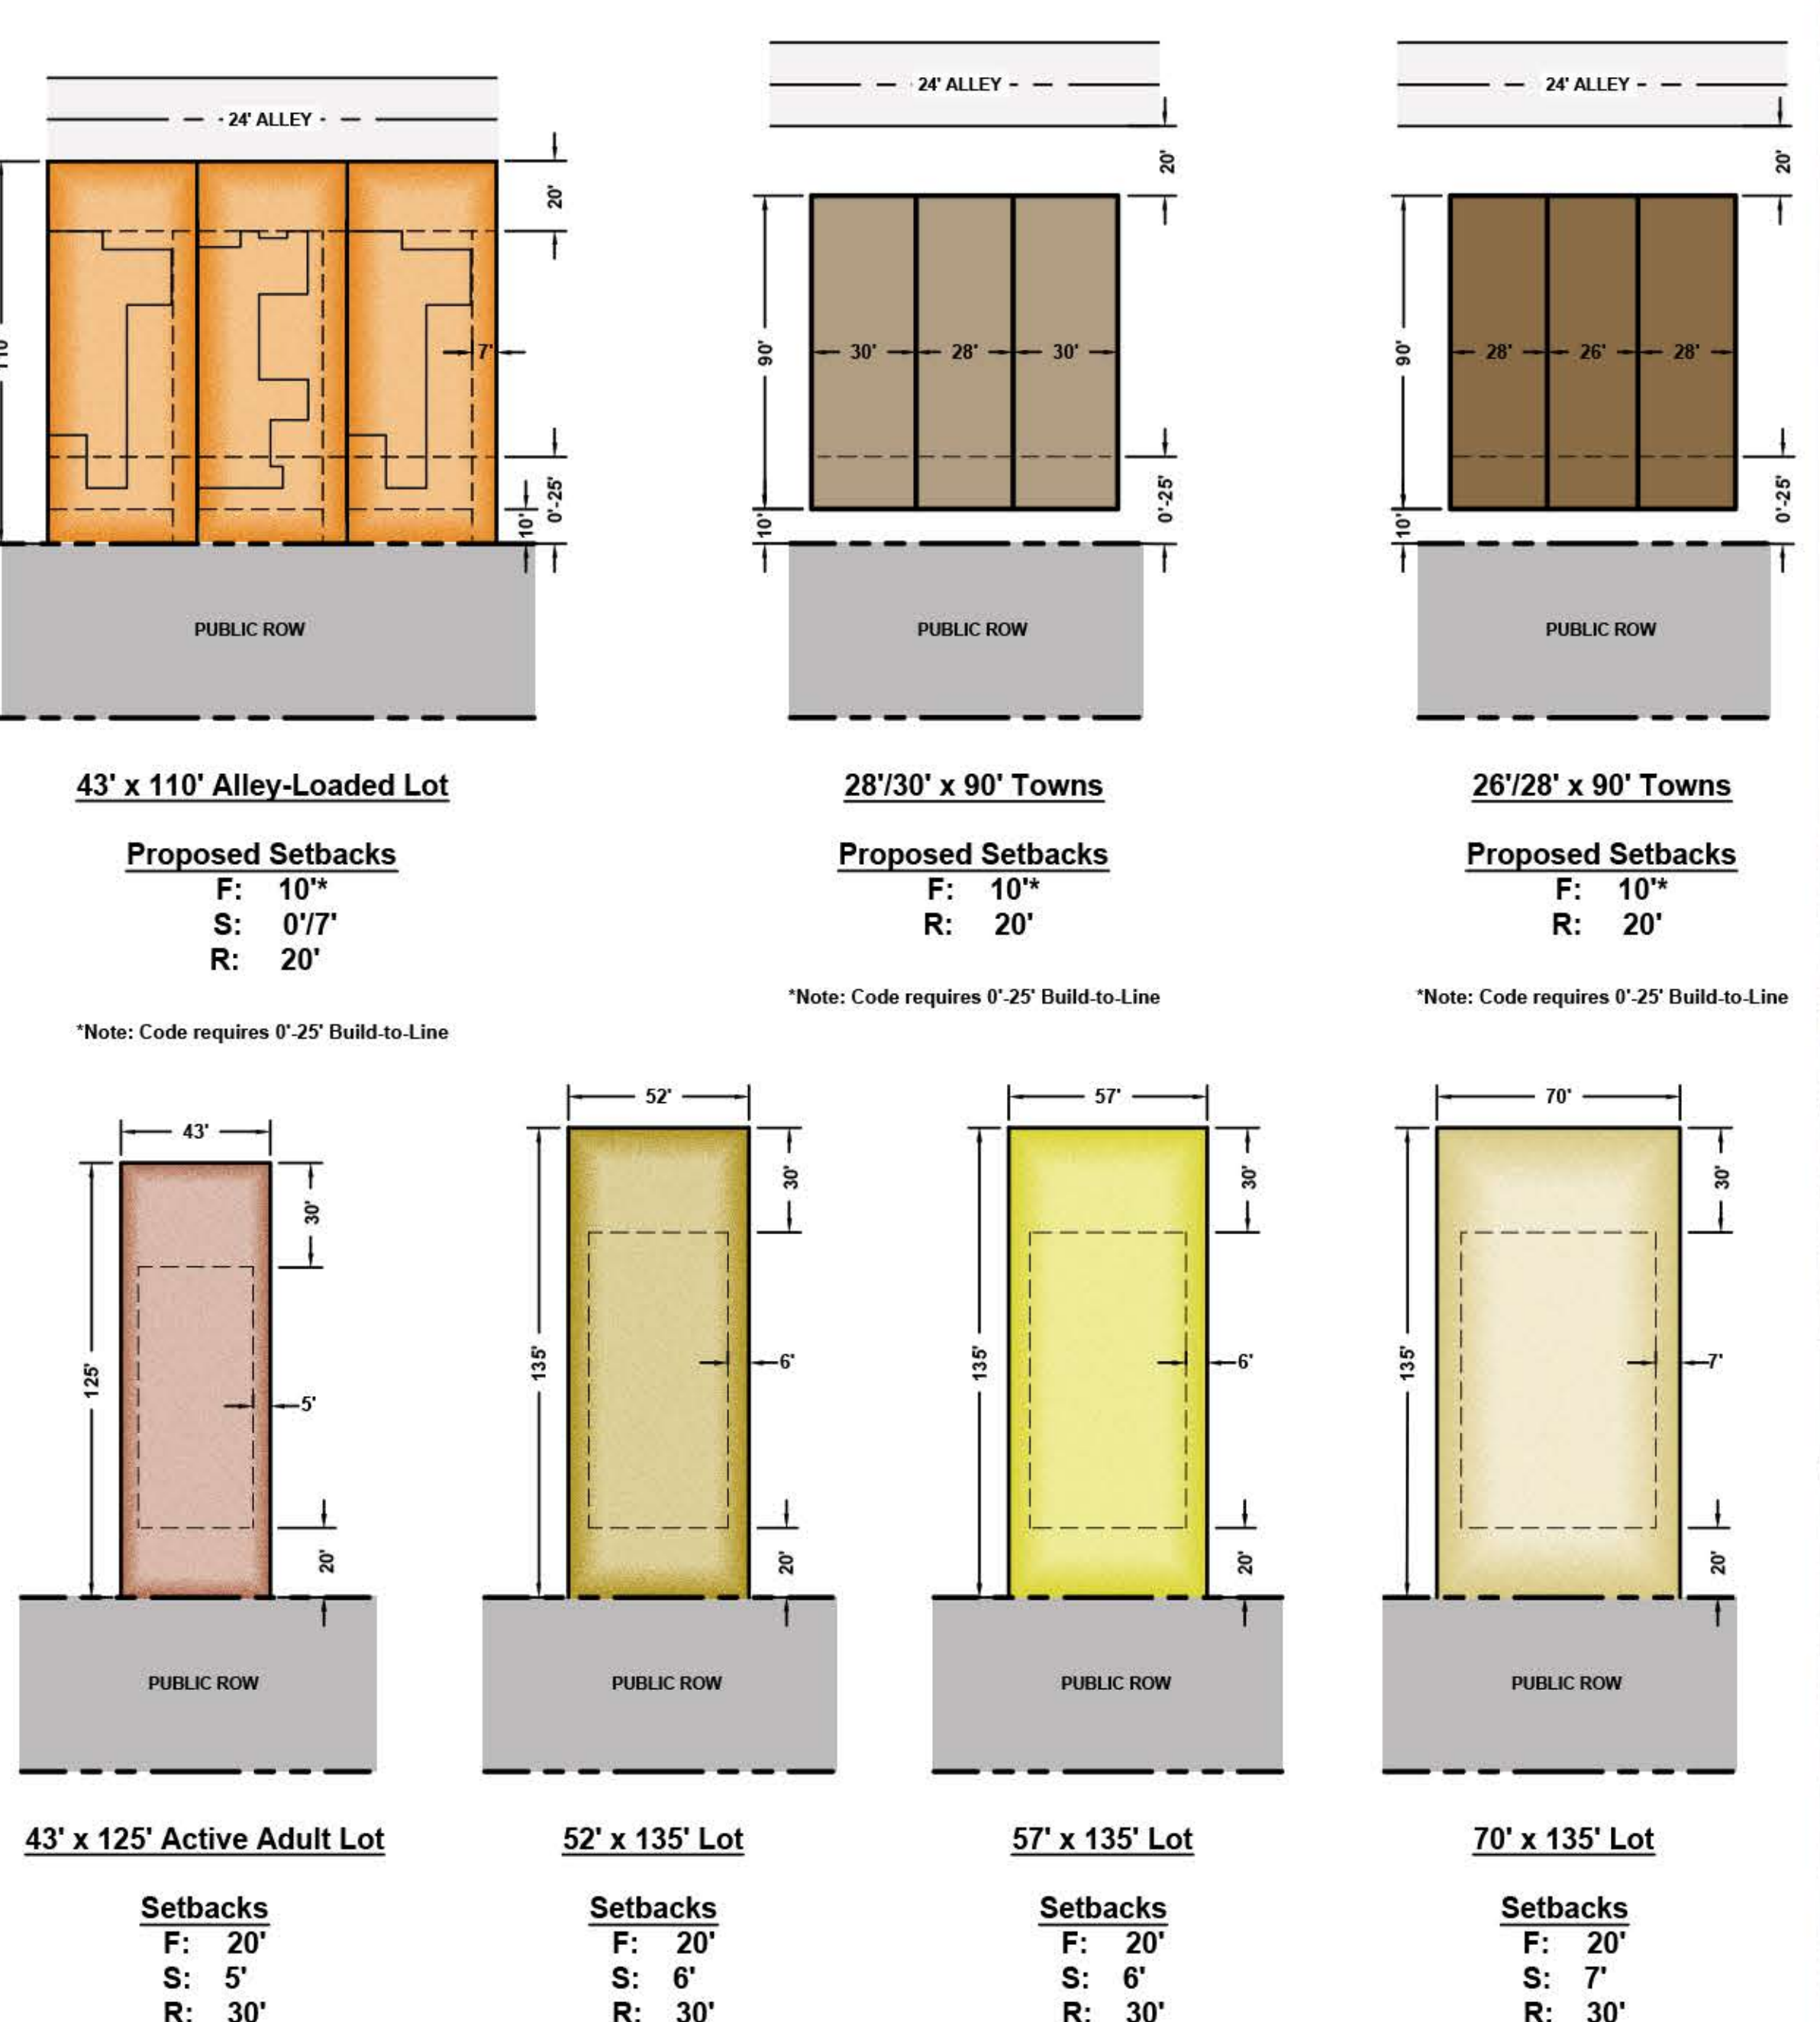 24' ALLEY
24' ALLEY
24' ALLEY
20'
20'
20'
7'
90'
30'
28'
30'
90'
28'
26'
28'
10'
0'-25'
10'
0'-25'
10'
0'-25'
PUBLIC ROW
PUBLIC ROW
PUBLIC ROW
43' x 110' Alley-Loaded Lot
Proposed Setbacks
F: 10'*
S: 0'/7'
R: 20'
*Note: Code requires 0'-25' Build-to-Line
28'/30' x 90' Towns
Proposed Setbacks
F: 10'*
R: 20'
*Note: Code requires 0'-25' Build-to-Line
26'/28' x 90' Towns
Proposed Setbacks
F: 10'*
R: 20'
*Note: Code requires 0'-25' Build-to-Line
43'
30'
125'
5'
20'
PUBLIC ROW
43' x 125' Active Adult Lot
Setbacks
F: 20'
S: 5'
R: 30'
52'
30'
135'
6'
20'
PUBLIC ROW
52' x 135' Lot
Setbacks
F: 20'
S: 6'
R: 30'
57'
30'
135'
6'
20'
PUBLIC ROW
57' x 135' Lot
Setbacks
F: 20'
S: 6'
R: 30'
70'
30'
135'
7'
20'
PUBLIC ROW
70' x 135' Lot
Setbacks
F: 20'
S: 7'
R: 30'